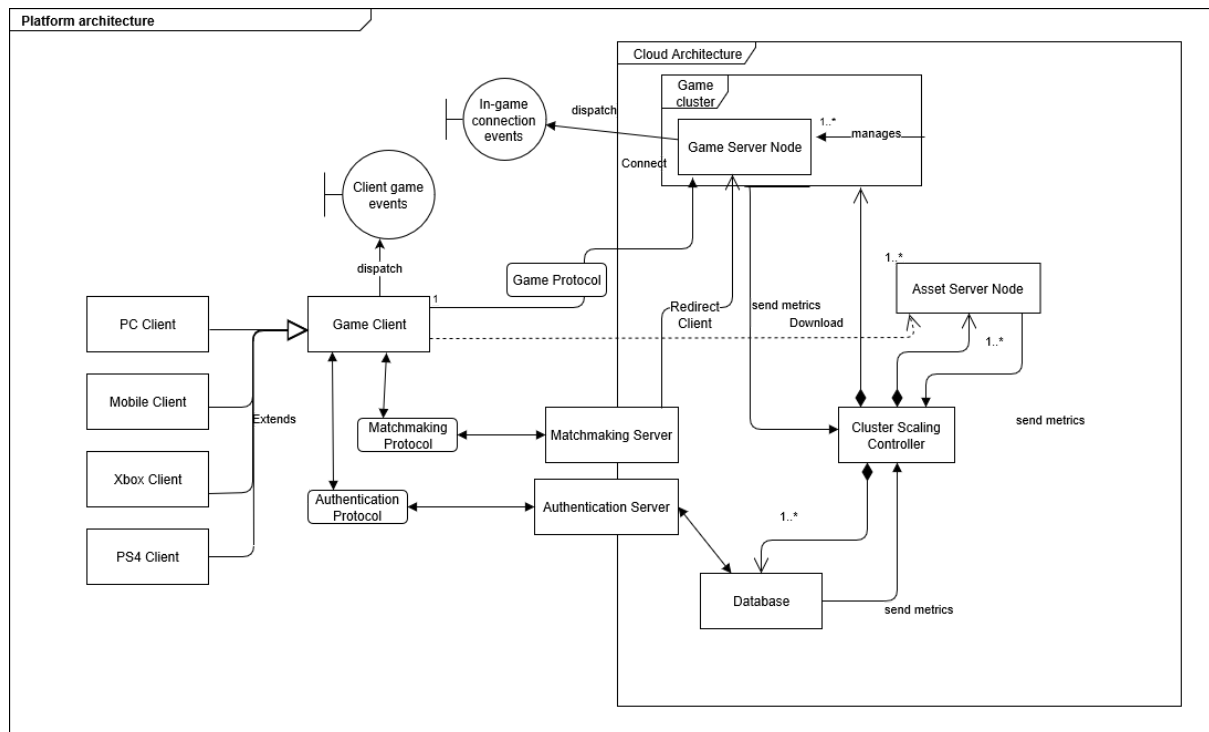 Platform architecture
Cloud Architecture
Game
cluster
In-game
connection
events
dispatch
1..*
manages
Game Server Node
Connect
Client game
events
dispatch
1..*
Game Protocol
Asset Server Node
1
PC Client
Game Client
Redirect
Client
send metrics
Download
1..*
Mobile Client
Extends
Matchmaking
Protocol
Matchmaking Server
Cluster Scaling
Controller
send metrics
Xbox Client
Authentication
Protocol
Authentication Server
1..*
PS4 Client
Database
send metrics